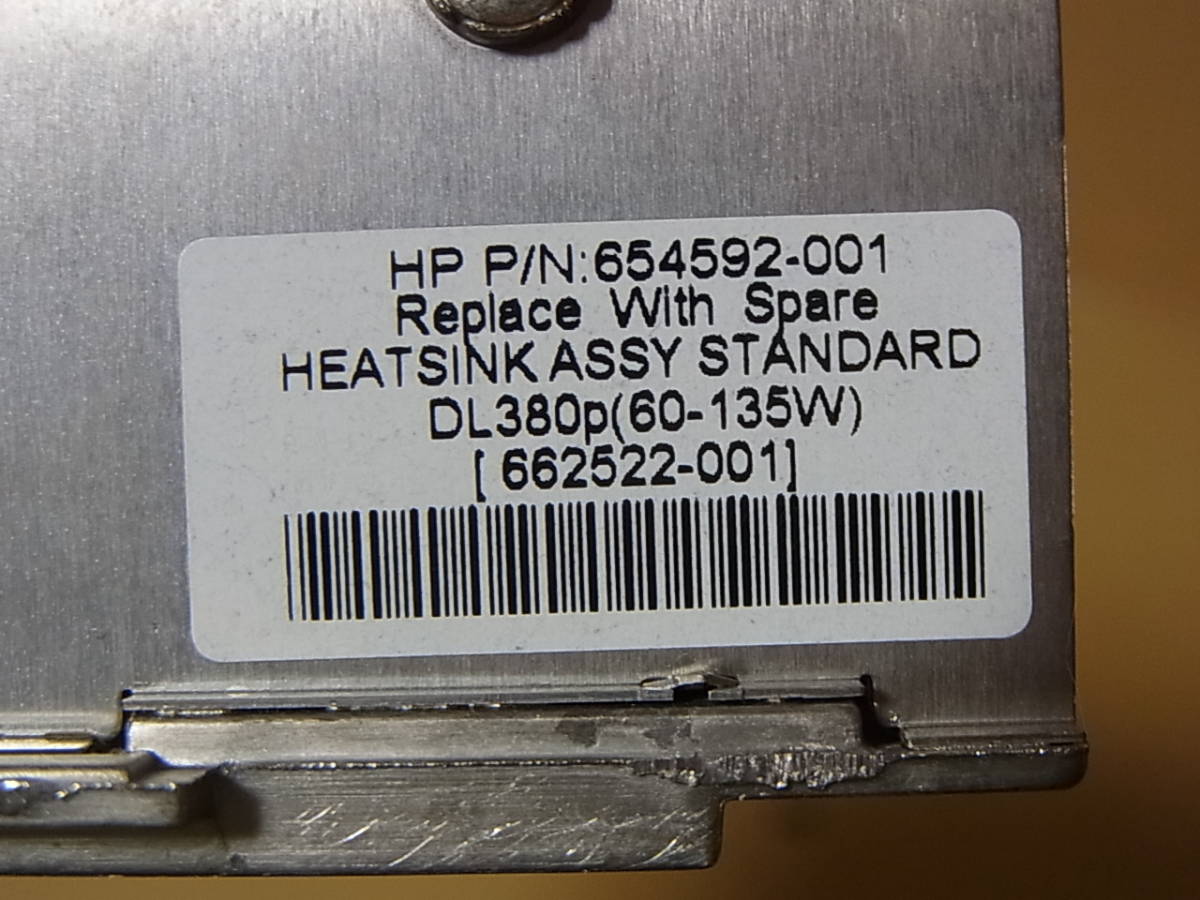 HP P/N:654592-001
Replace With Spare
HEATSINK ASSY STANDARD
DL380p(60-135W)
[ 662522-001]